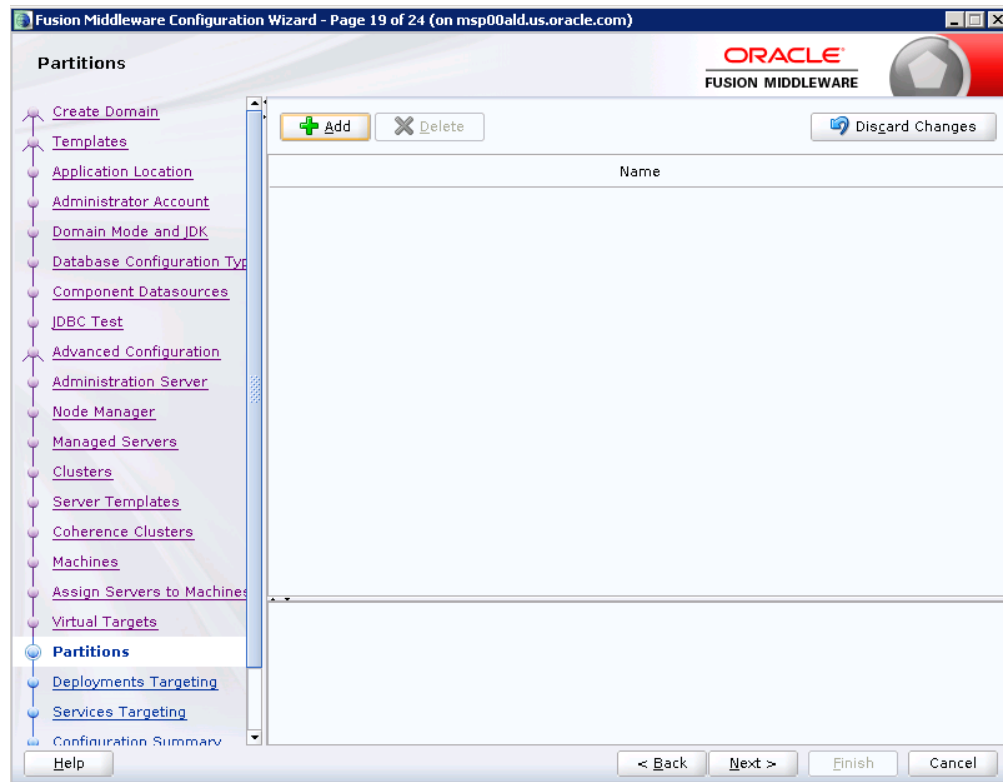 Fusion Middleware Configuration Wizard - Page 19 of 24 (on msp00ald.us.oracle.com)
Partitions
ORACLE
FUSION MIDDLEWARE
Create Domain
Templates
Application Location
Administrator Account
Domain Mode and JDK
Database Configuration Typ
Component Datasources
JDBC Test
Advanced Configuration
Administration Server
Node Manager
Managed Servers
Clusters
Server Templates
Coherence Clusters
Machines
Assign Servers to Machines
Virtual Targets
Partitions
Deployments Targeting
Services Targeting
Configuration Summary
Add Delete Discard Changes
Name
Help < Back Next > Finish Cancel